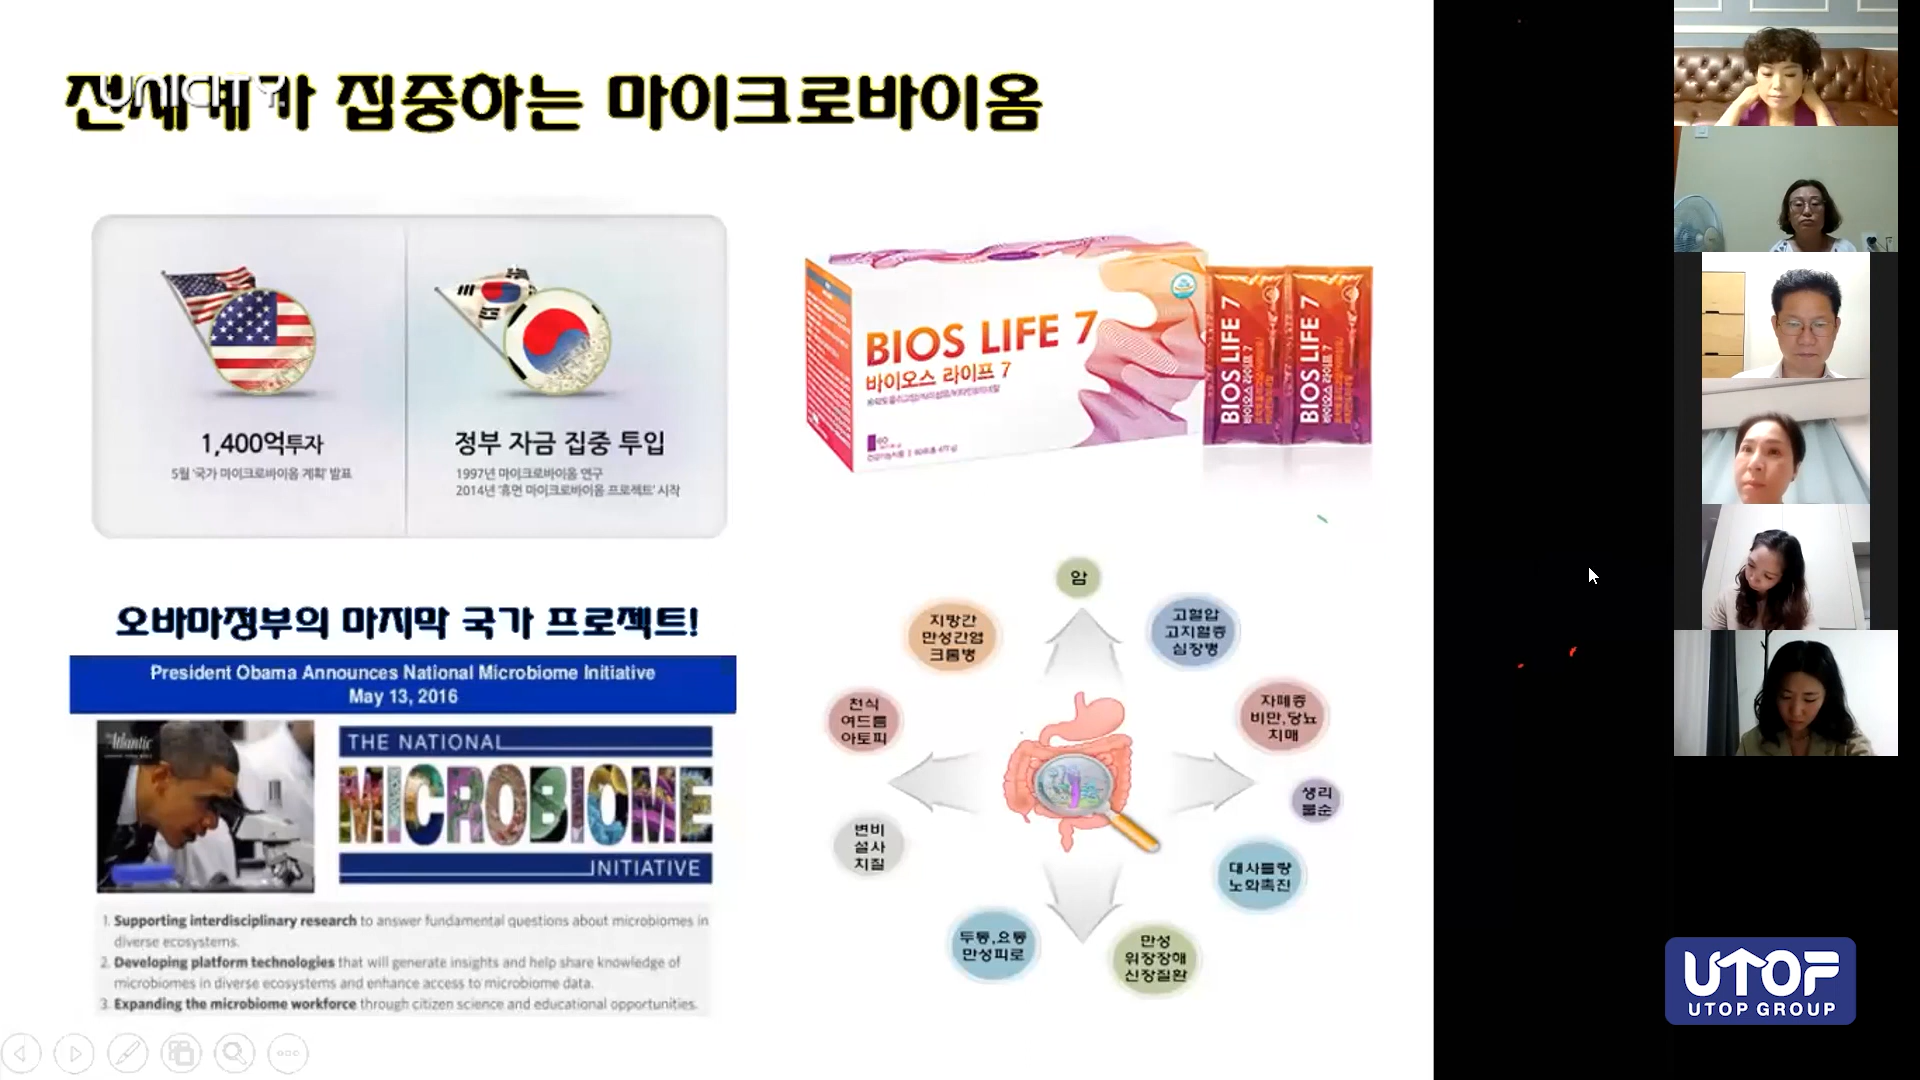 전세계가 집중하는 마이크로바이옴
UNICITY
1,400억투자
5월 '국가 마이크로바이옴 계획' 발표
정부 자금 집중 투입
1997년 마이크로바이옴 연구
2014년 '휴먼 마이크로바이옴 프로젝트' 시작
BIOS LIFE 7
바이오스 라이프 7
60
BIOS LIFE 7
바이오스 라이프 7
BIOS LIFE 7
바이오스 라이프 7
오바마정부의 마지막 국가 프로젝트!
President Obama Announces National Microbiome Initiative
May 13, 2016
The Atlantic
THE NATIONAL
MICROBIOME
INITIATIVE
1. Supporting interdisciplinary research to answer fundamental questions about microbiomes in
diverse ecosystems.
2. Developing platform technologies that will generate insights and help share knowledge of
microbiomes in diverse ecosystems and enhance access to microbiome data.
3. Expanding the microbiome workforce through citizen science and educational opportunities.
암
지방간
만성간염
크롬병
고혈압
고지혈증
심장병
천식
여드름
아토피
자폐증
비만,당뇨
치매
생리
불순
변비
설사
치질
대사불량
노화촉진
두통,요통
만성피로
만성
위장장해
신장질환
UTOP
UTOP GROUP